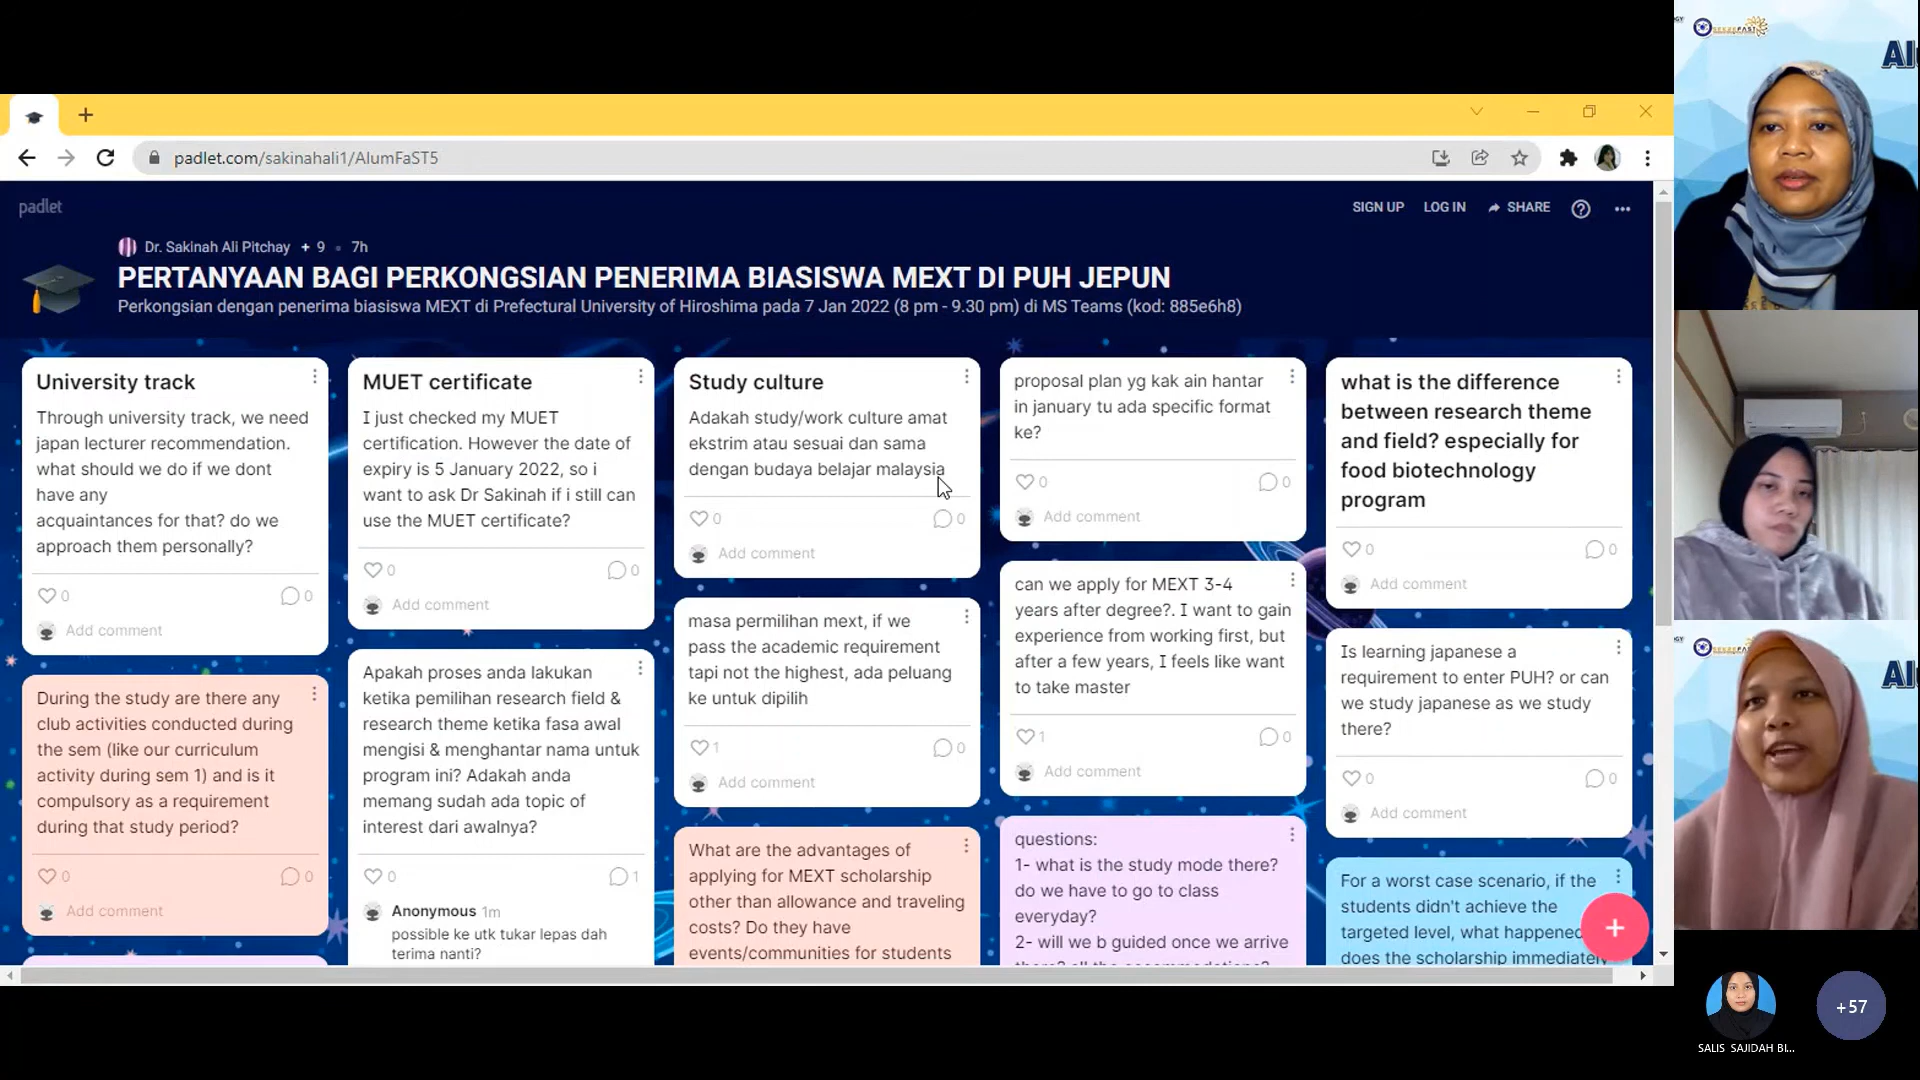 padlet.com/sakinahali1/AlumFaST5
padlet
SIGN UP
LOG IN
SHARE
Dr. Sakinah Ali Pitchay + 9 • 7h
PERTANYAAN BAGI PERKONGSIAN PENERIMA BIASISWA MEXT DI PUH JEPUN
Perkongsian dengan penerima biasiswa MEXT di Prefectural University of Hiroshima pada 7 Jan 2022 (8 pm - 9.30 pm) di MS Teams (kod: 885e6h8)
University track
Through university track, we need
japan lecturer recommendation.
what should we do if we dont
have any
acquaintances for that? do we
approach them personally?
0
0
Add comment
During the study are there any
club activities conducted during
the sem (like our curriculum
activity during sem 1) and is it
compulsory as a requirement
during that study period?
0
0
Add comment
MUET certificate
I just checked my MUET
certification. However the date of
expiry is 5 January 2022, so i
want to ask Dr Sakinah if i still can
use the MUET certificate?
0
0
Add comment
Apakah proses anda lakukan
ketika pemilihan research field &
research theme ketika fasa awal
mengisi & menghantar nama untuk
program ini? Adakah anda
memang sudah ada topic of
interest dari awalnya?
0
1
Anonymous 1m
possible ke utk tukar lepas dah
terima nanti?
Study culture
Adakah study/work culture amat
ekstrim atau sesuai dan sama
dengan budaya belajar malaysia
0
0
Add comment
masa permilihan mext, if we
pass the academic requirement
tapi not the highest, ada peluang
ke untuk dipilih
1
0
Add comment
What are the advantages of
applying for MEXT scholarship
other than allowance and traveling
costs? Do they have
events/communities for students
proposal plan yg kak ain hantar
in january tu ada specific format
ke?
0
0
Add comment
can we apply for MEXT 3-4
years after degree?. I want to gain
experience from working first, but
after a few years, I feels like want
to take master
1
0
Add comment
questions:
1- what is the study mode there?
do we have to go to class
everyday?
2- will we b guided once we arrive
what is the difference
between research theme
and field? especially for
food biotechnology
program
0
0
Add comment
Is learning japanese a
requirement to enter PUH? or can
we study japanese as we study
there?
0
0
Add comment
For a worst case scenario, if the
students didn't achieve the
targeted level, what happened
does the scholarship immediately
SALIS SAJIDAH BI...
+57